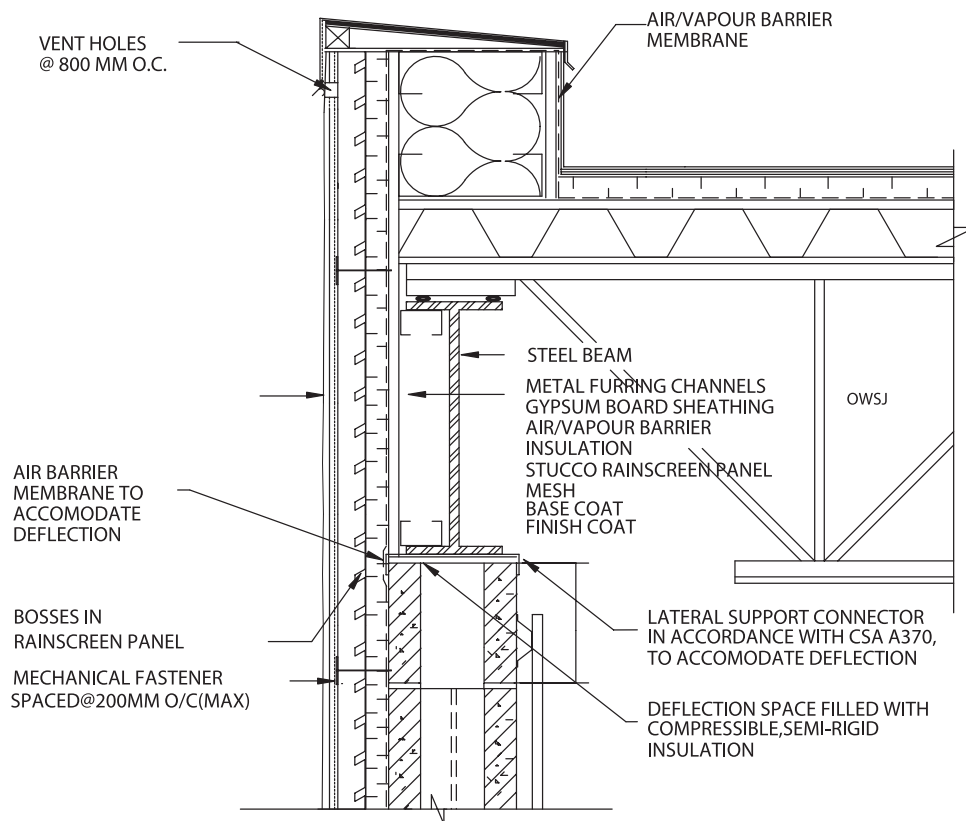 AIR/VAPOUR BARRIER
MEMBRANE
VENT HOLES
@ 800 MM O.C.
STEEL BEAM
METAL FURRING CHANNELS
GYPSUM BOARD SHEATHING
AIR/VAPOUR BARRIER
INSULATION
STUCCO RAINSCREEN PANEL
MESH
BASE COAT
FINISH COAT
OWSJ
AIR BARRIER
MEMBRANE TO
ACCOMODATE
DEFLECTION
BOSSES IN
RAINSCREEN PANEL
MECHANICAL FASTENER
SPACED@200MM O/C(MAX)
LATERAL SUPPORT CONNECTOR
IN ACCORDANCE WITH CSA A370,
TO ACCOMODATE DEFLECTION
DEFLECTION SPACE FILLED WITH
COMPRESSIBLE,SEMI-RIGID
INSULATION